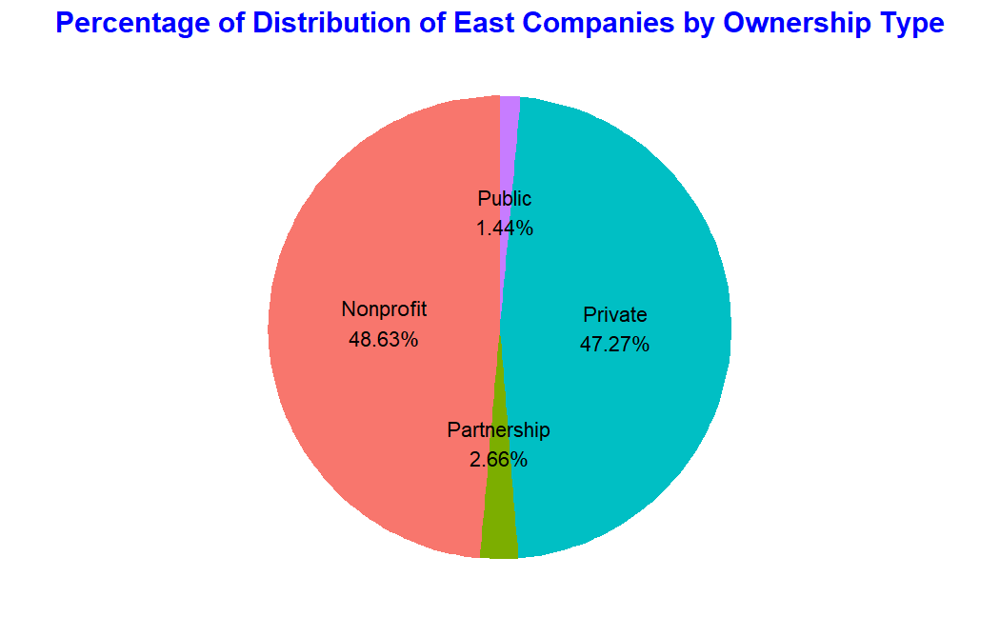 Percentage of Distribution of East Companies by Ownership Type
Public
1.44%
Nonprofit
48.63%
Private
47.27%
Partnership
2.66%